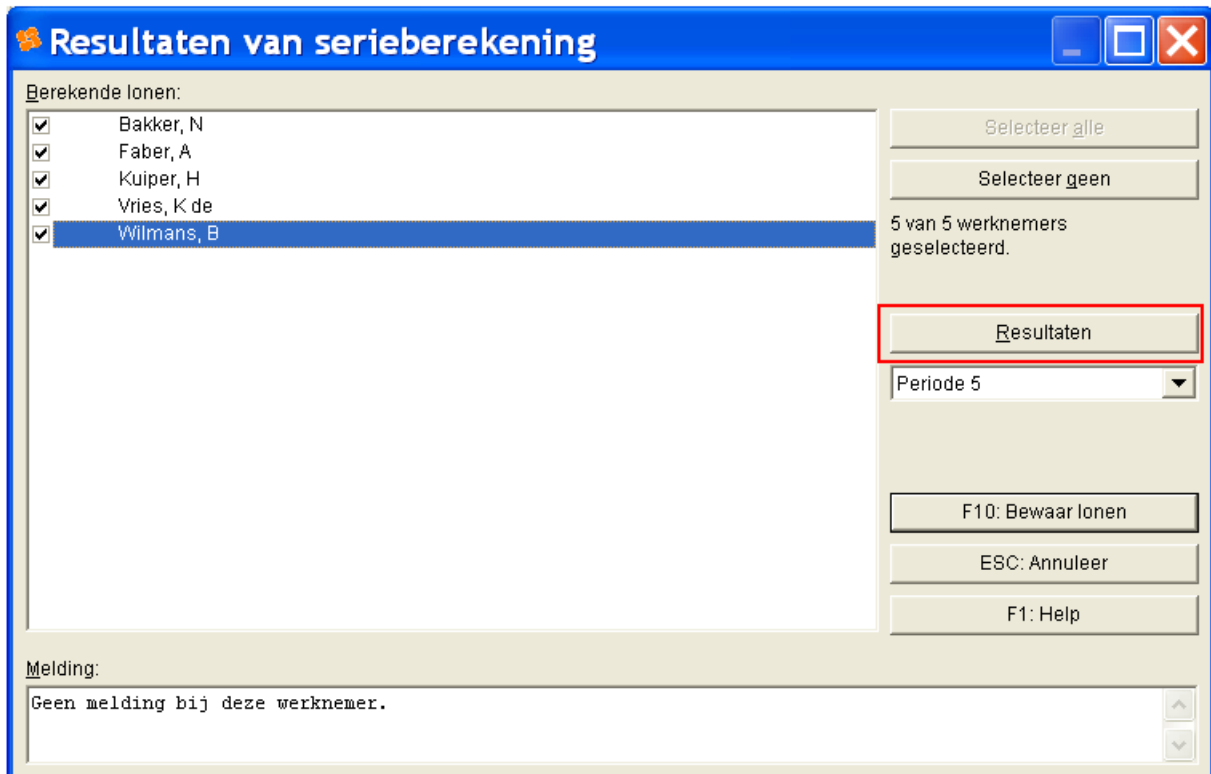 Resultaten van serieberekening
Berekende lonen:
Bakker, N
Faber, A
Kuiper, H
Vries, K de
Wilmans, B
Selecteer alle
Selecteer geen
5 van 5 werknemers
geselecteerd.
Resultaten
Periode 5
F10: Bewaar lonen
ESC: Annuleer
F1: Help
Melding:
Geen melding bij deze werknemer.